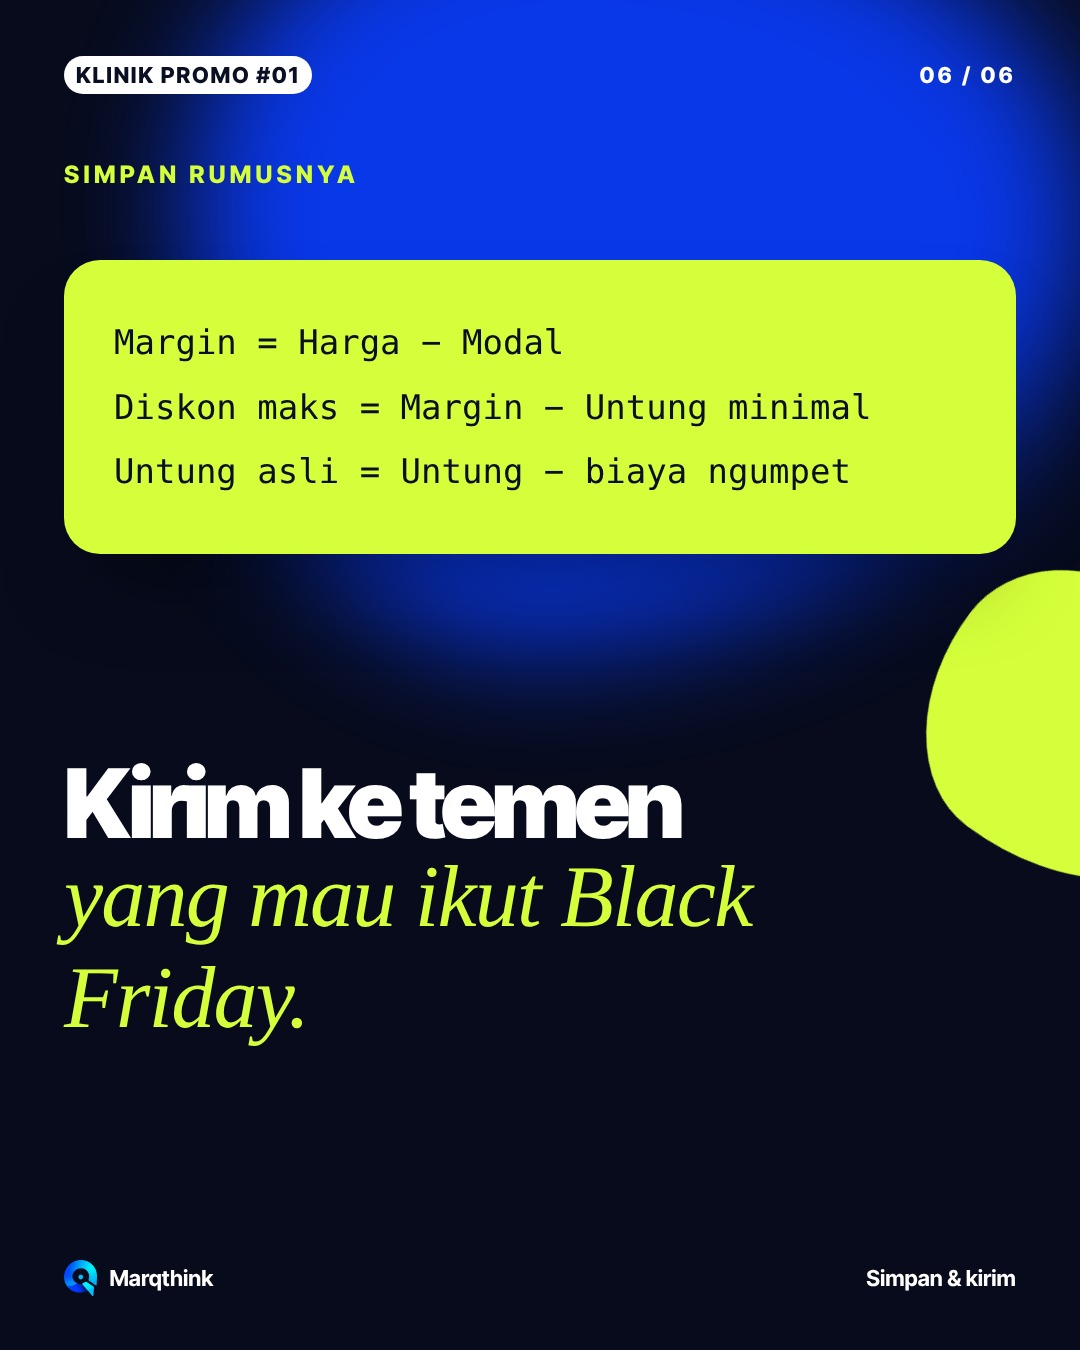 KLINIK PROMO #01
06 / 06
SIMPAN RUMUSNYA
Margin = Harga − Modal
Diskon maks = Margin − Untung minimal
Untung asli = Untung − biaya ngumpet
Kirim ke temen
yang mau ikut Black
Friday.
Marqthink
Simpan & kirim